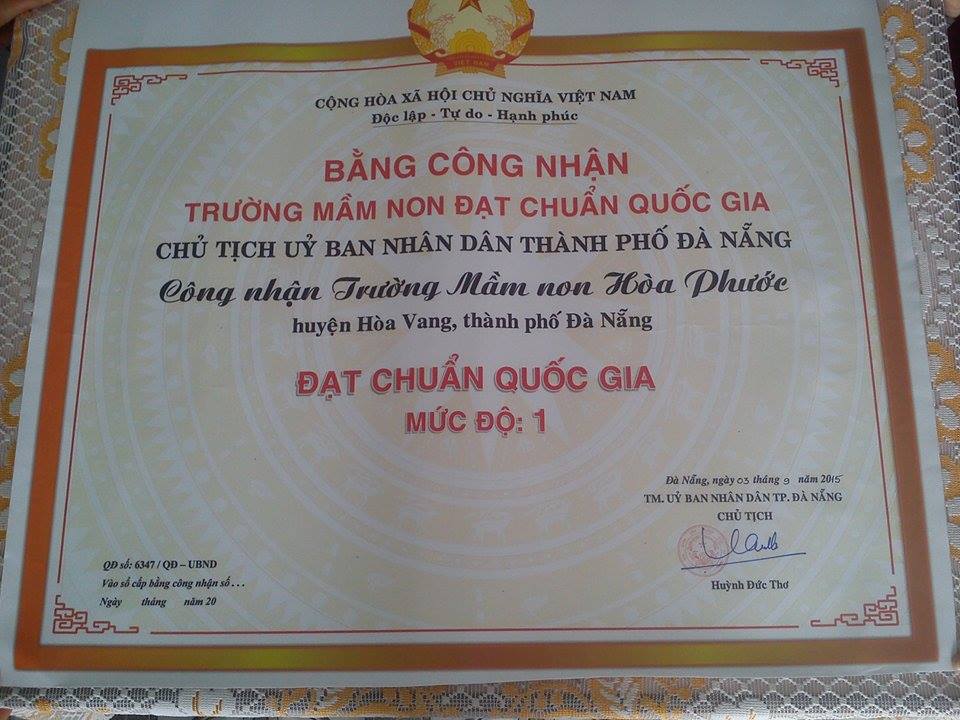 VIỆT NAM
CỘNG HÒA XÃ HỘI CHỦ NGHĨA VIỆT NAM
Độc lập - Tự do - Hạnh phúc
BẰNG CÔNG NHẬN
TRƯỜNG MẦM NON ĐẠT CHUẨN QUỐC GIA
CHỦ TỊCH UỶ BAN NHÂN DÂN THÀNH PHỐ ĐÀ NẴNG
Công nhận Trường Mầm non Hòa Phước
huyện Hòa Vang, thành phố Đà Nẵng
ĐẠT CHUẨN QUỐC GIA
MỨC ĐỘ: 1
Đà Nẵng, ngày 03 tháng 9 năm 2015
TM. UỶ BAN NHÂN DÂN TP. ĐÀ NẴNG
CHỦ TỊCH
Huỳnh Đức Thơ
QĐ số: 6347 / QĐ – UBND
Vào sổ cấp bằng công nhận số . . .
Ngày tháng năm 20